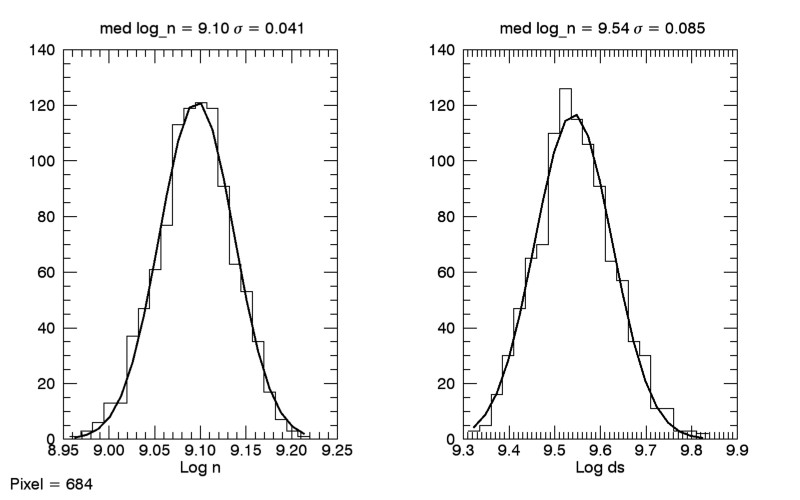 med log_n = 9.10 σ = 0.041
140
120
100
80
60
40
20
0
8.95 9.00 9.05 9.10 9.15 9.20 9.25
Log n
med log_n = 9.54 σ = 0.085
140
120
100
80
60
40
20
0
9.3 9.4 9.5 9.6 9.7 9.8 9.9
Log ds
Pixel = 684